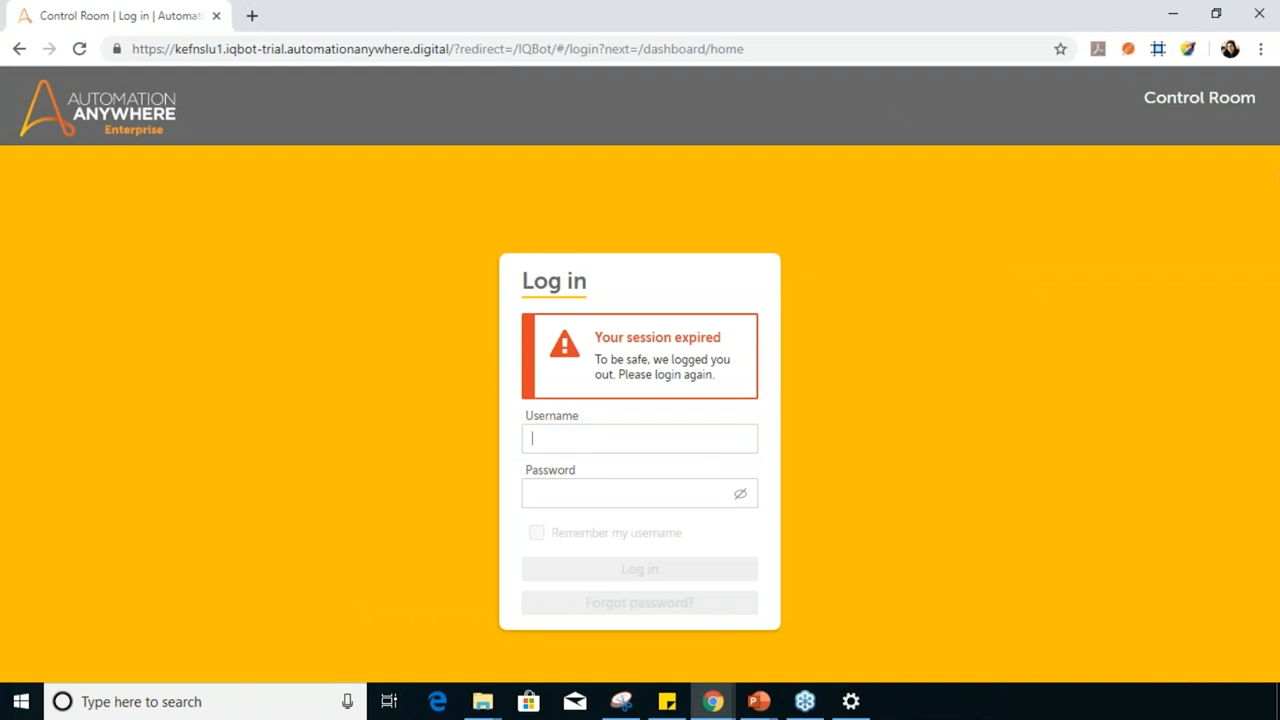 Control Room | Log in | Automat
https://kefnslu1.iqbot-trial.automationanywhere.digital/?redirect=/IQBot/#/login?next=/dashboard/home
AUTOMATION
ANYWHERE
Enterprise
Control Room
Log in
Your session expired
To be safe, we logged you
out. Please login again.
Username
Password
Remember my username
Log in
Forgot password?
Type here to search